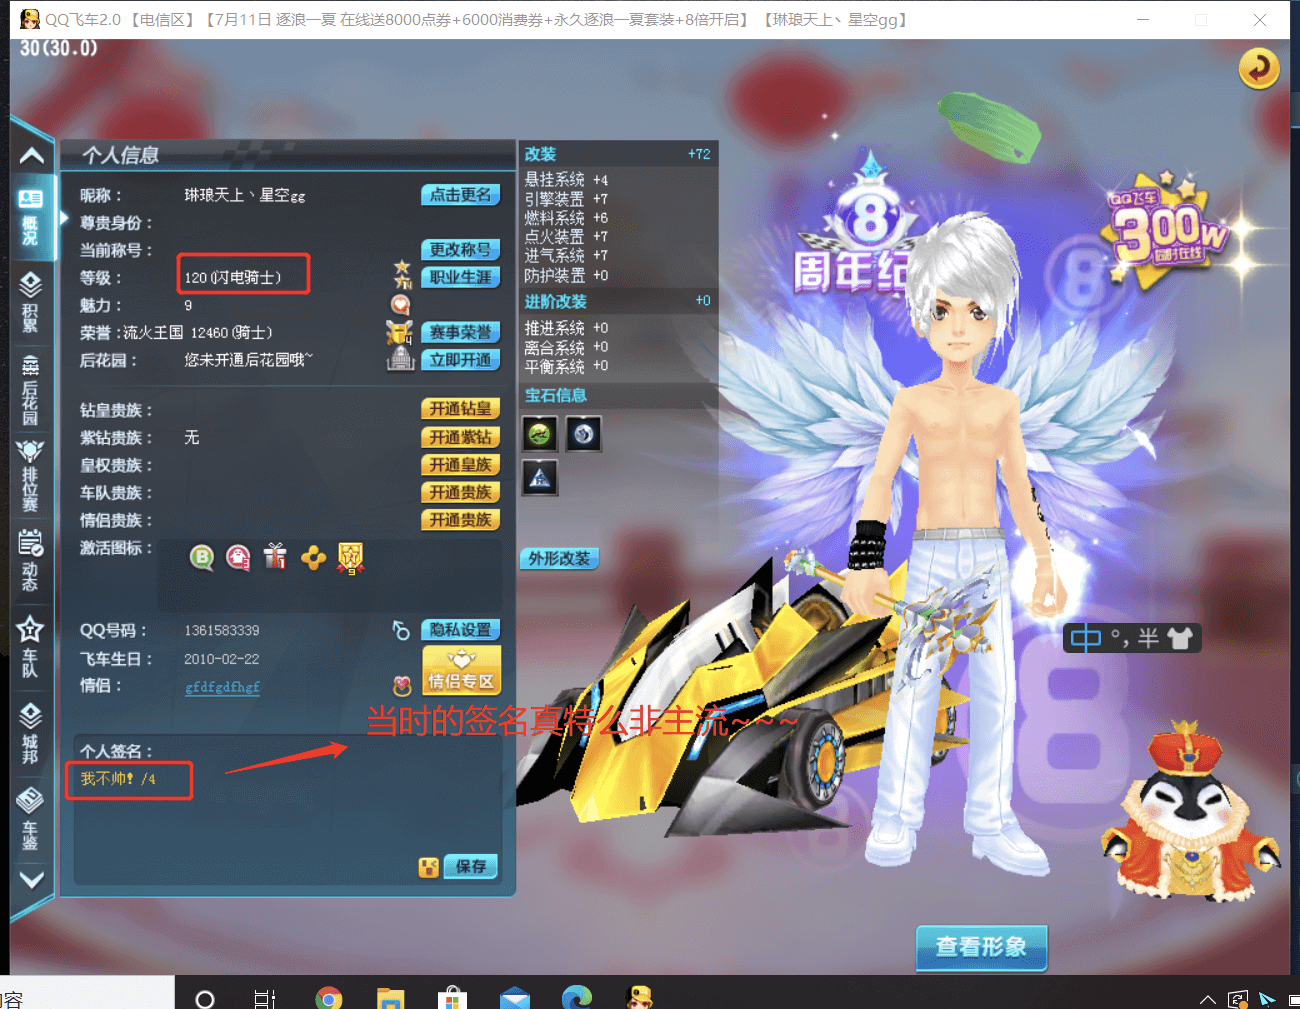 QQ飞车2.0 【电信区】【7月11日 逐浪一夏 在线送8000点券+6000消费券+永久逐浪一夏套装+8倍开启】 【琳琅天上丶星空gg】
30(30.0)
个人信息
昵称： 琳琅天上丶星空gg 点击更名
尊贵身份：
当前称号： 更改称号
等级： 120(闪电骑士) 职业生涯
魅力： 9
荣誉：流火王国 12460(骑士) 4 赛事荣誉
后花园： 您未开通后花园哦~ 立即开通
钻皇贵族： 开通钻皇
紫钻贵族： 无 开通紫钻
皇权贵族： 开通皇族
车队贵族： 开通贵族
情侣贵族： 开通贵族
激活图标：
QQ号码： 1361583339 隐私设置
飞车生日： 2010-02-22
情侣： gfdfgdfhgf 情侣专区
当时的签名真特么非主流~~~
个人签名：
我不帅! /4
保存
概况
积累
后花园
排位赛
动态
车队
城邦
车鉴
改装 +72
悬挂系统 +4
引擎装置 +7
燃料系统 +6
点火装置 +7
进气系统 +7
防护装置 +0
进阶改装 +0
推进系统 +0
离合系统 +0
平衡系统 +0
宝石信息
外形改装
8
周年纪
QQ飞车
300W
同时在线
8
8
中 °, 半
查看形象
内容